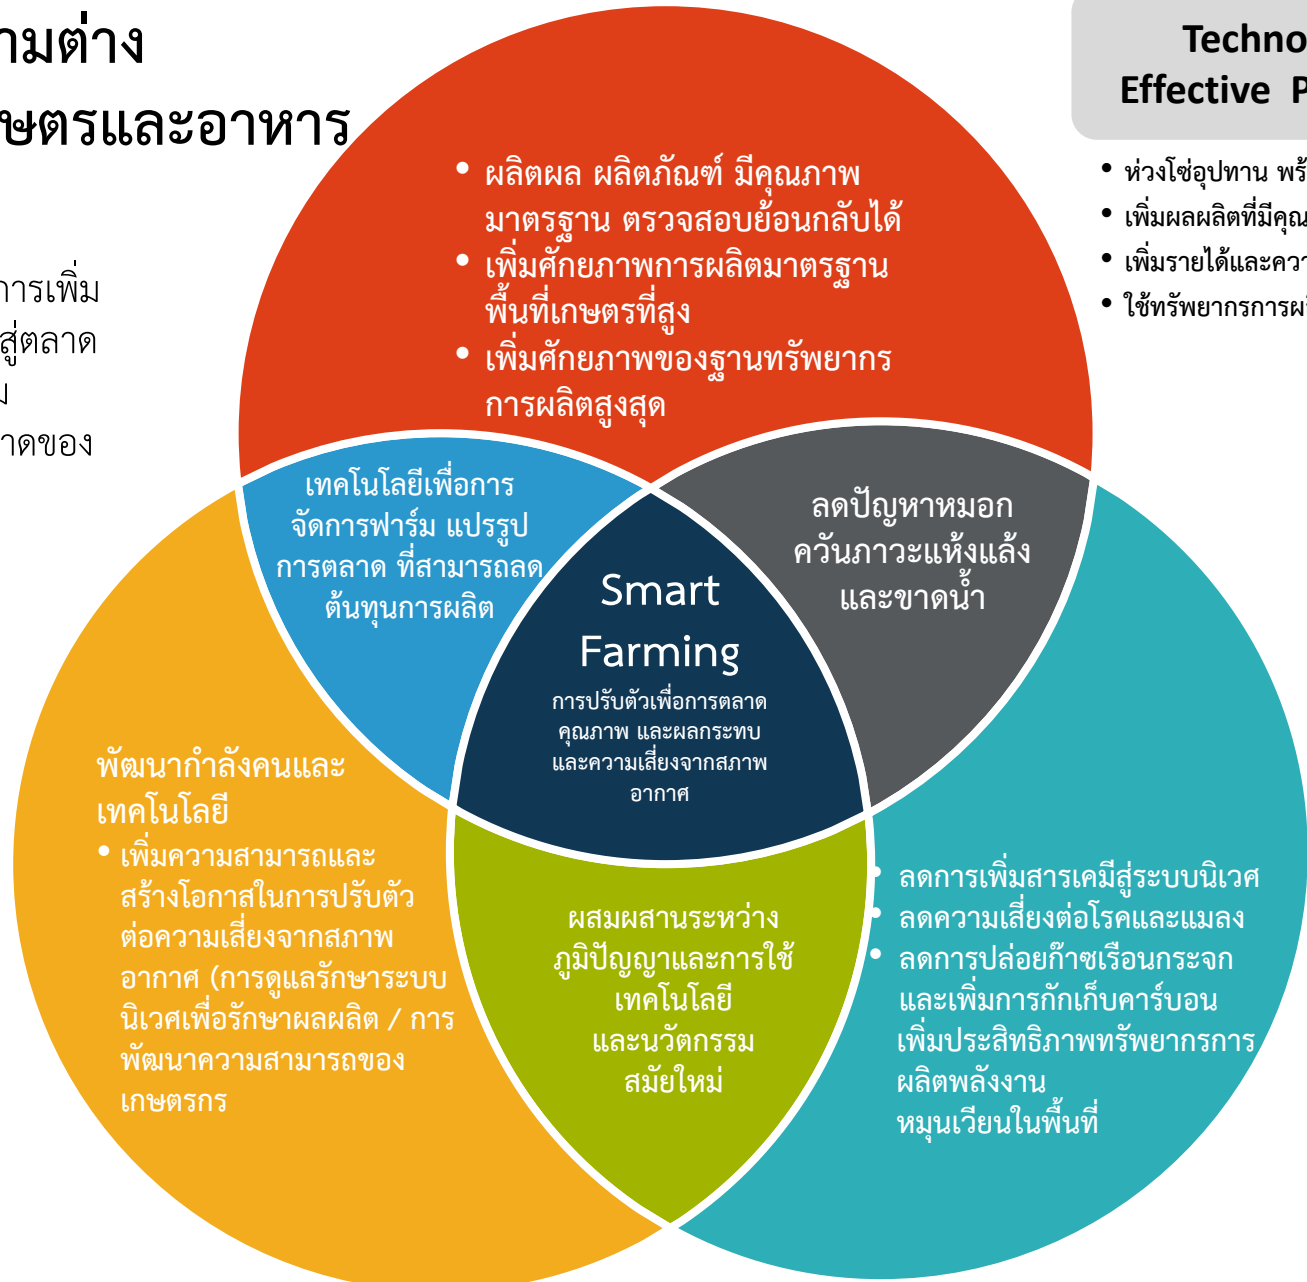 ามต่าง
ษตรและอาหาร
การเพิ่ม
สู่ตลาด
าดของ
Techno
Effective P
• ห่วงโซ่อุปทาน พร้
• เพิ่มผลผลิตที่มีคุณ
• เพิ่มรายได้และควา
• ใช้ทรัพยากรการผ
• ผลิตผล ผลิตภัณฑ์ มีคุณภาพ
มาตรฐาน ตรวจสอบย้อนกลับได้
• เพิ่มศักยภาพการผลิตมาตรฐาน
พื้นที่เกษตรที่สูง
• เพิ่มศักยภาพของฐานทรัพยากร
การผลิตสูงสุด
เทคโนโลยีเพื่อการ
จัดการฟาร์ม แปรรูป
การตลาด ที่สามารถลด
ต้นทุนการผลิต
ลดปัญหาหมอก
ควันภาวะแห้งแล้ง
และขาดน้ำ
Smart
Farming
การปรับตัวเพื่อการตลาด
คุณภาพ และผลกระทบ
และความเสี่ยงจากสภาพ
อากาศ
พัฒนากำลังคนและ
เทคโนโลยี
• เพิ่มความสามารถและ
สร้างโอกาสในการปรับตัว
ต่อความเสี่ยงจากสภาพ
อากาศ (การดูแลรักษาระบบ
นิเวศเพื่อรักษาผลผลิต / การ
พัฒนาความสามารถของ
เกษตรกร
ผสมผสานระหว่าง
ภูมิปัญญาและการใช้
เทคโนโลยี
และนวัตกรรม
สมัยใหม่
• ลดการเพิ่มสารเคมีสู่ระบบนิเวศ
• ลดความเสี่ยงต่อโรคและแมลง
• ลดการปล่อยก๊าซเรือนกระจก
และเพิ่มการกักเก็บคาร์บอน
เพิ่มประสิทธิภาพทรัพยากรการ
ผลิตพลังงาน
หมุนเวียนในพื้นที่